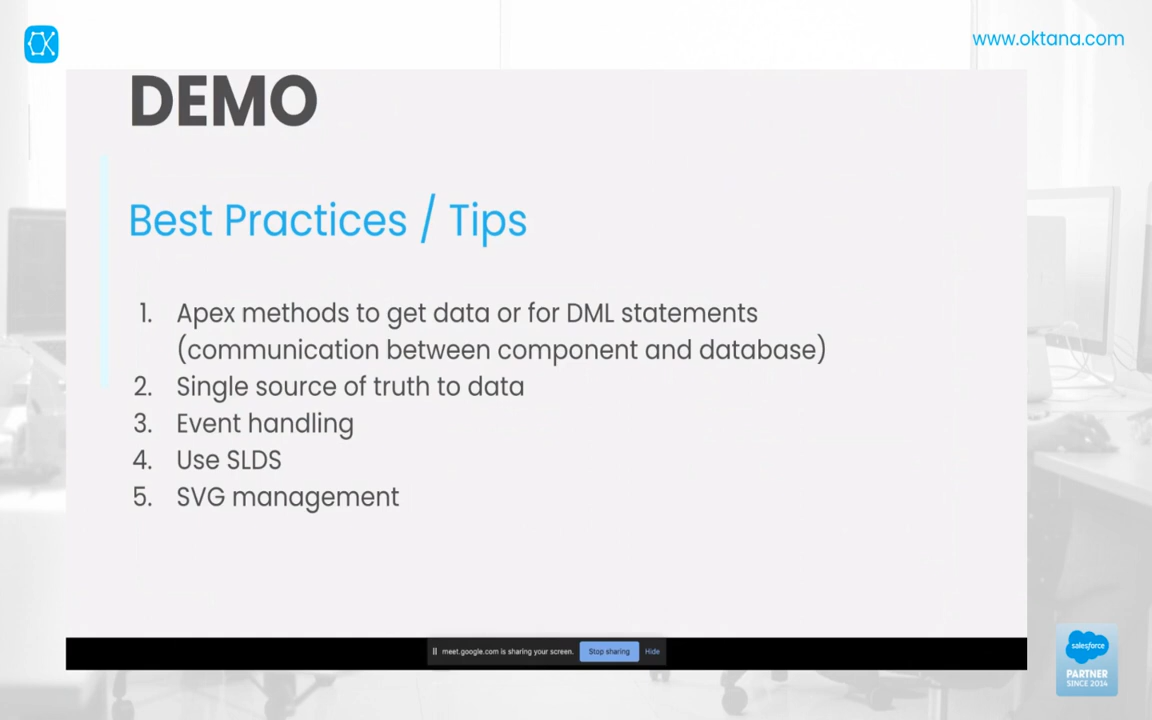 www.oktana.com
DEMO
Best Practices / Tips
1. Apex methods to get data or for DML statements
(communication between component and database)
2. Single source of truth to data
3. Event handling
4. Use SLDS
5. SVG management
meet.google.com is sharing your screen. Stop sharing Hide
salesforce
PARTNER
SINCE 2014